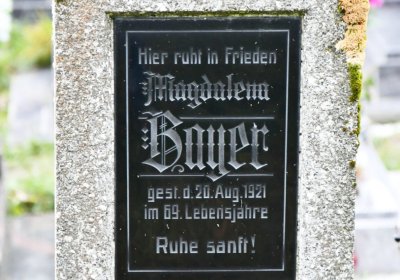 Hier ruht in Frieden
Magdalena
Bayer
gest. d. 20. Aug. 1921
im 69. Lebensjahre
Ruhe sanft!